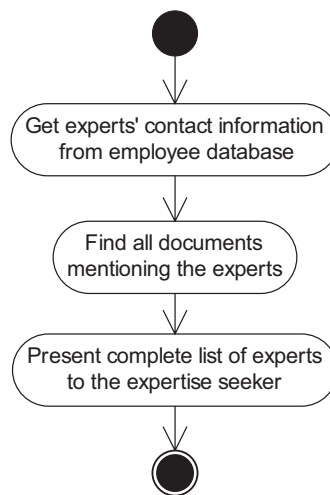 Get experts' contact information
from employee database
Find all documents
mentioning the experts
Present complete list of experts
to the expertise seeker